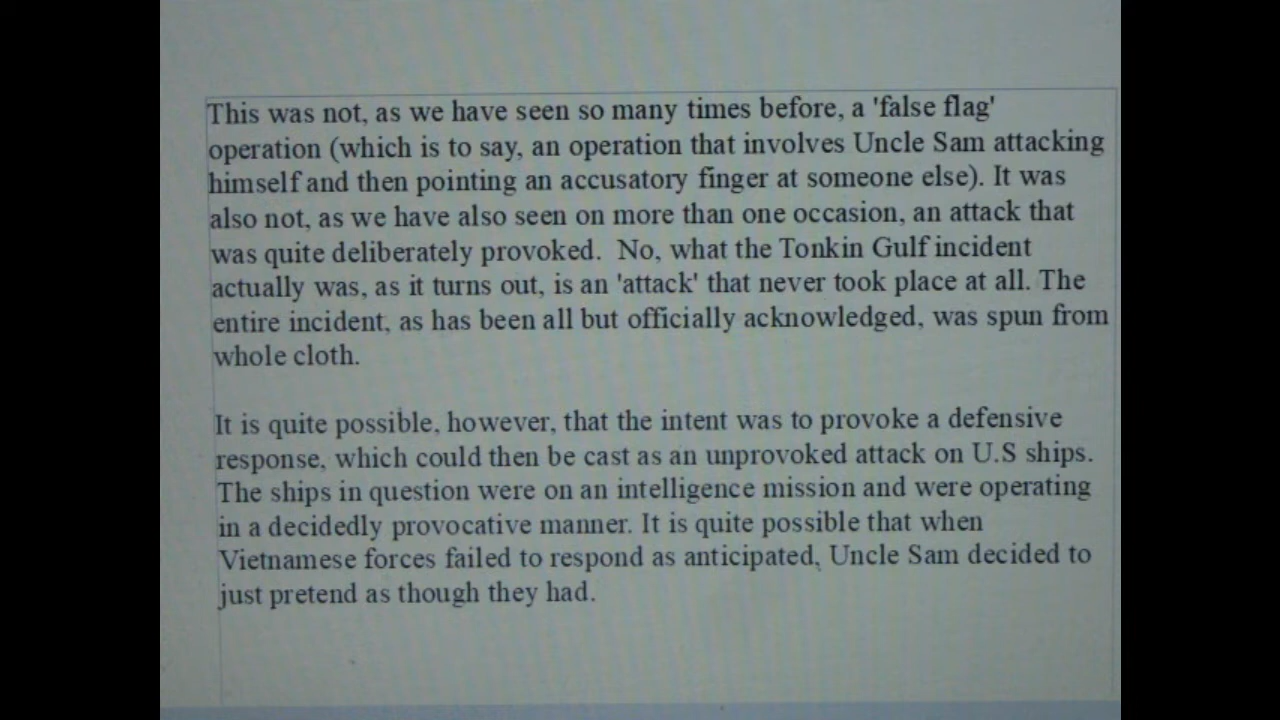 This was not, as we have seen so many times before, a 'false flag'
operation (which is to say, an operation that involves Uncle Sam attacking
himself and then pointing an accusatory finger at someone else). It was
also not, as we have also seen on more than one occasion, an attack that
was quite deliberately provoked.  No, what the Tonkin Gulf incident
actually was, as it turns out, is an 'attack' that never took place at all. The
entire incident, as has been all but officially acknowledged, was spun from
whole cloth.

It is quite possible, however, that the intent was to provoke a defensive
response, which could then be cast as an unprovoked attack on U.S ships.
The ships in question were on an intelligence mission and were operating
in a decidedly provocative manner. It is quite possible that when
Vietnamese forces failed to respond as anticipated, Uncle Sam decided to
just pretend as though they had.